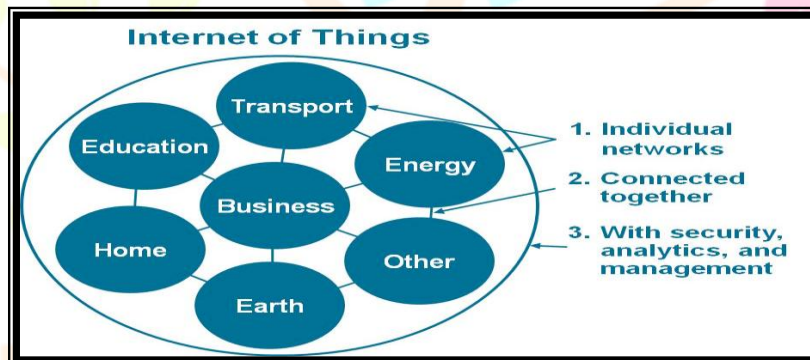 Internet of Things
Transport
Education
Energy
Business
Home
Other
Earth
1. Individual
networks
2. Connected
together
3. With security,
analytics, and
management